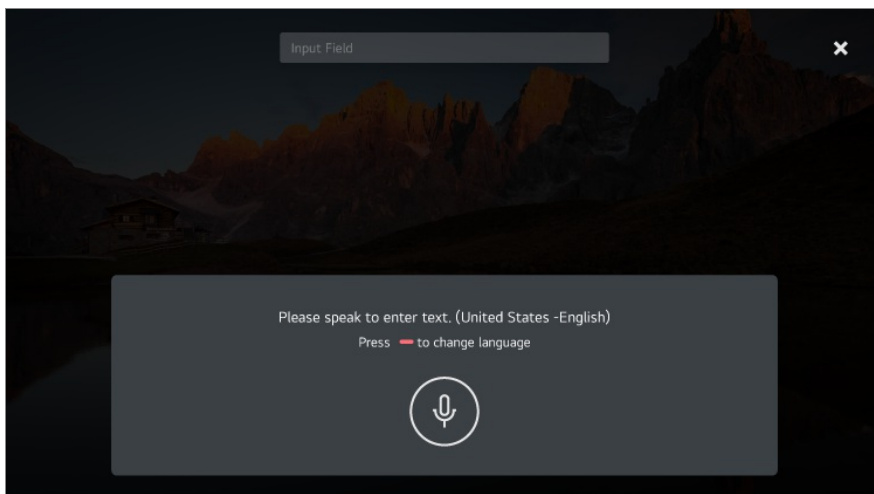 Input Field
Please speak to enter text. (United States -English)
Press to change language